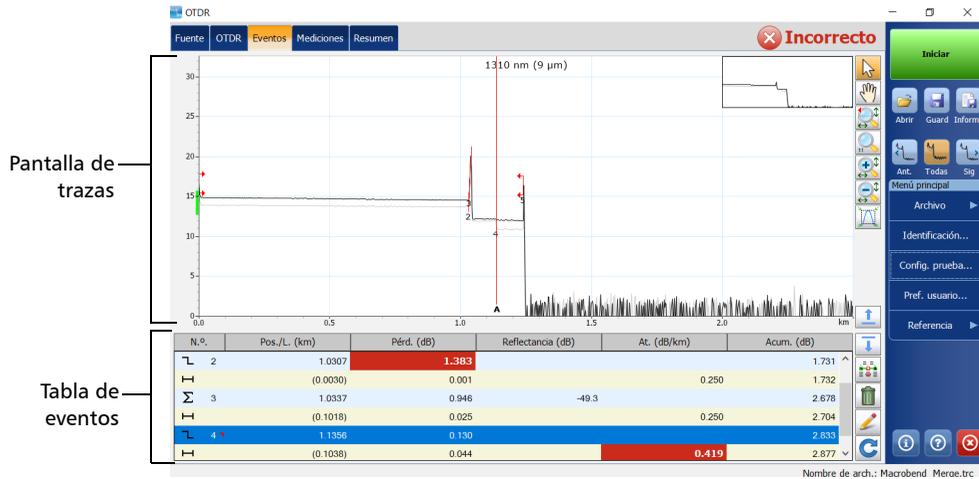 OTDR
Fuente OTDR Eventos Mediciones Resumen
Incorrecto
Iniciar
1310 nm (9 µm)
30
25
20
15
10
5
0
0.0 0.5 1.0 1.5 2.0 km
3
2
4
5
A
Pantalla de
trazas
Abrir Guard Inform
Ant. Todas Sig
Menú principal
Archivo
Identificación...
Config. prueba...
Pref. usuario...
Referencia
Tabla de
eventos
N.º. Pos./L. (km) Pérd. (dB) Reflectancia (dB) At. (dB/km) Acum. (dB)
2 1.0307 1.383 1.731
(0.0030) 0.001 0.250 1.732
Σ 3 1.0337 0.946 -49.3 2.678
(0.1018) 0.025 0.250 2.704
4 1.1356 0.130 2.833
(0.1038) 0.044 0.419 2.877
Nombre de arch.: Macrobend_Merge.trc